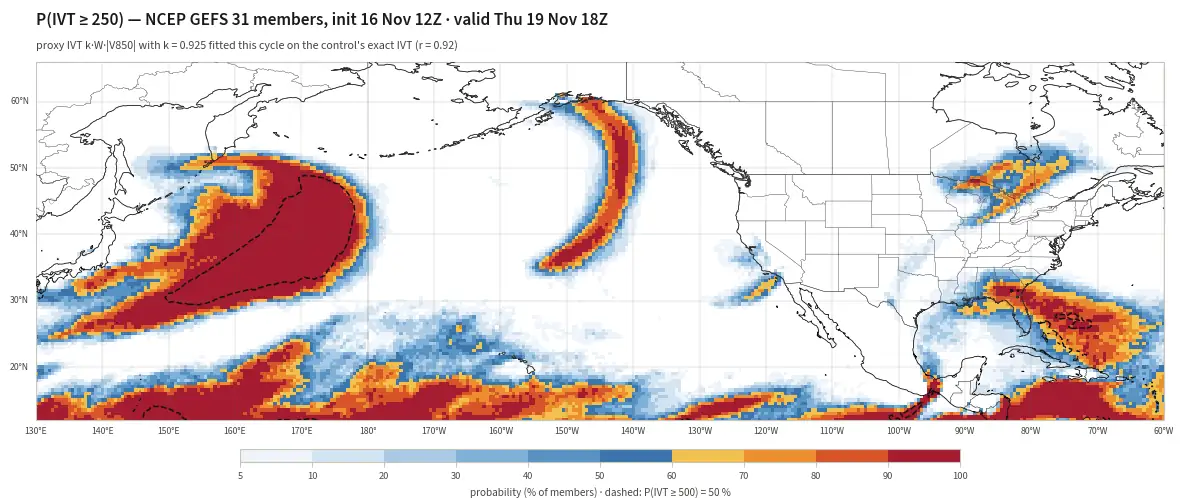 P(IVT ≥ 250) — NCEP GEFS 31 members, init 16 Nov 12Z · valid Thu 19 Nov 18Z
proxy IVT k·W·|V850| with k = 0.925 fitted this cycle on the control's exact IVT (r = 0.92)
60°N
50°N
40°N
30°N
20°N
130°E 140°E 150°E 160°E 170°E 180° 170°W 160°W 150°W 140°W 130°W 120°W 110°W 100°W 90°W 80°W 70°W 60°W
5 10 20 30 40 50 60 70 80 90 100
probability (% of members) · dashed: P(IVT ≥ 500) = 50 %